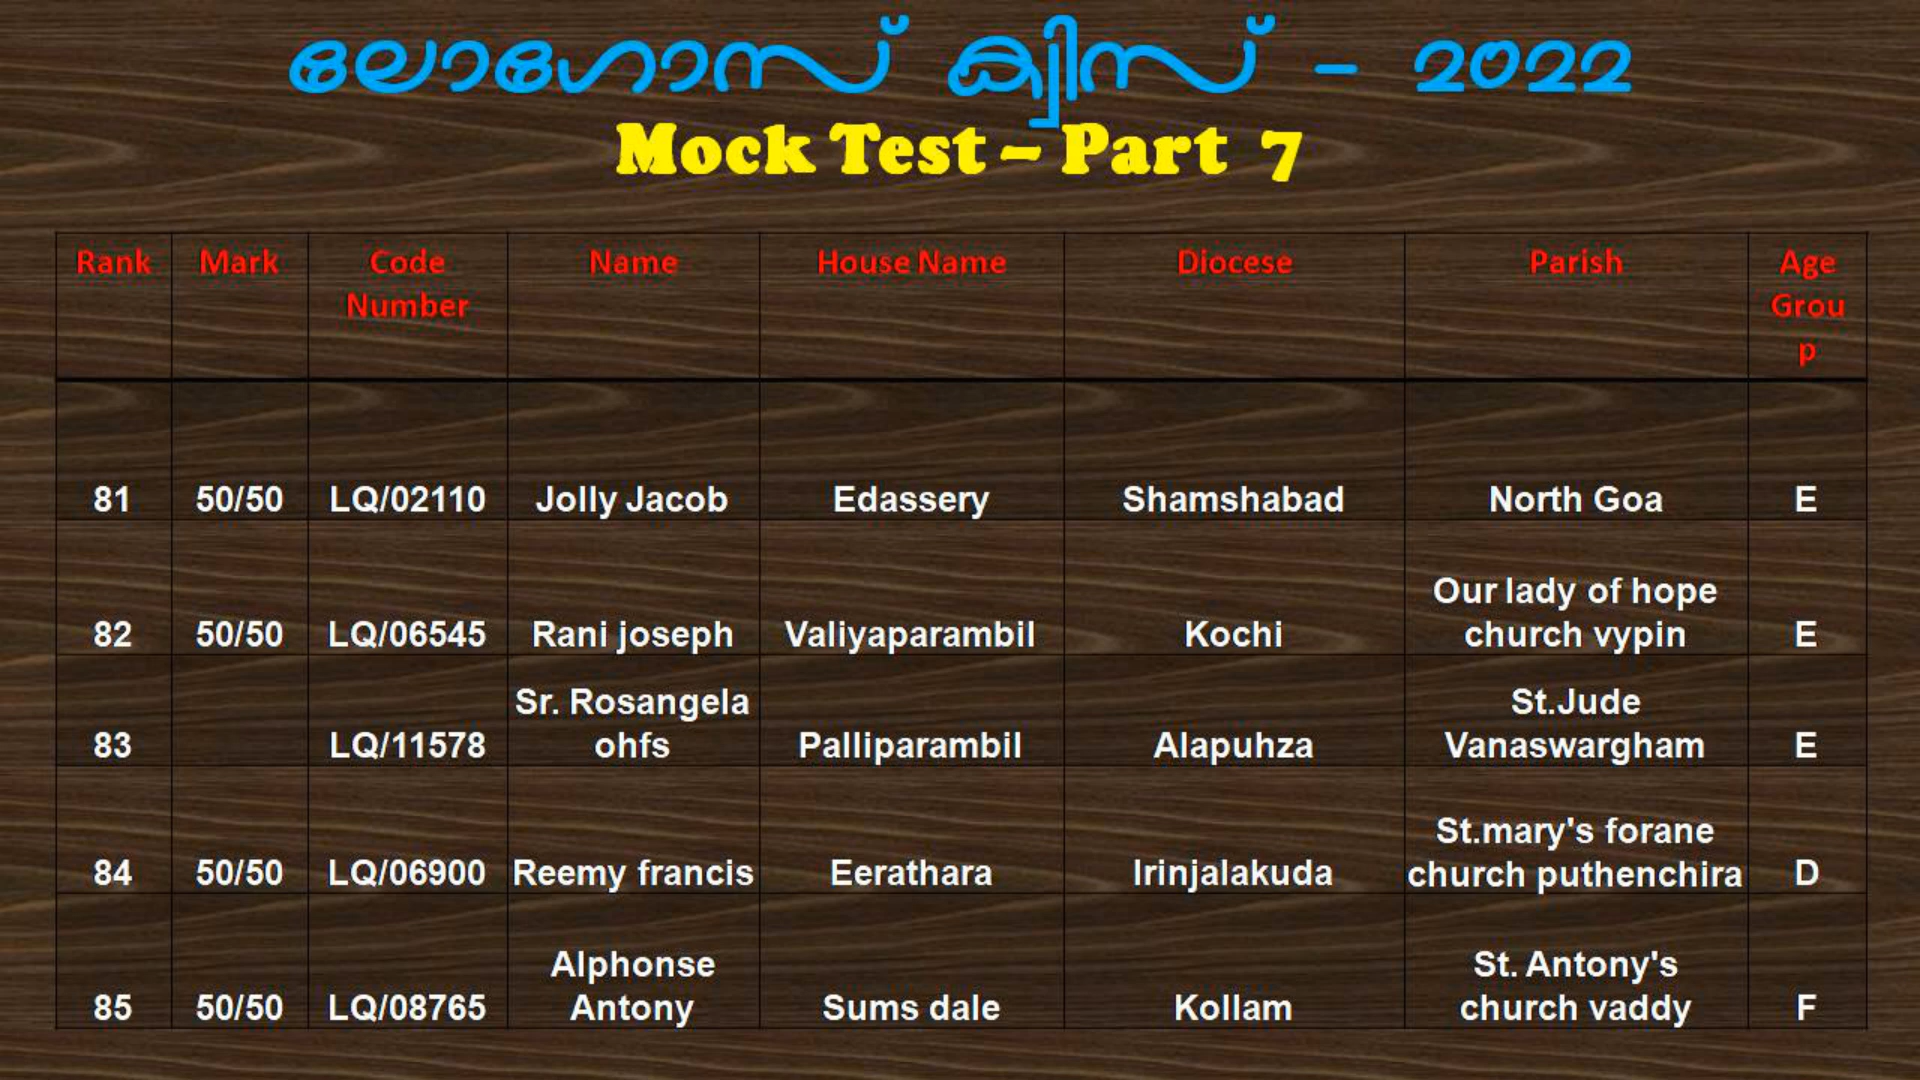 ലോഗോസ് ക്വിസ് - 2022
Mock Test – Part 7
Rank Mark Code Number Name House Name Diocese Parish Age Group
81 50/50 LQ/02110 Jolly Jacob Edassery Shamshabad North Goa E
82 50/50 LQ/06545 Rani joseph Valiyaparambil Kochi Our lady of hope church vypin E
83 LQ/11578 Sr. Rosangela ohfs Palliparambil Alapuhza St.Jude Vanaswargham E
84 50/50 LQ/06900 Reemy francis Eerathara Irinjalakuda St.mary's forane church puthenchira D
85 50/50 LQ/08765 Alphonse Antony Sums dale Kollam St. Antony's church vaddy F